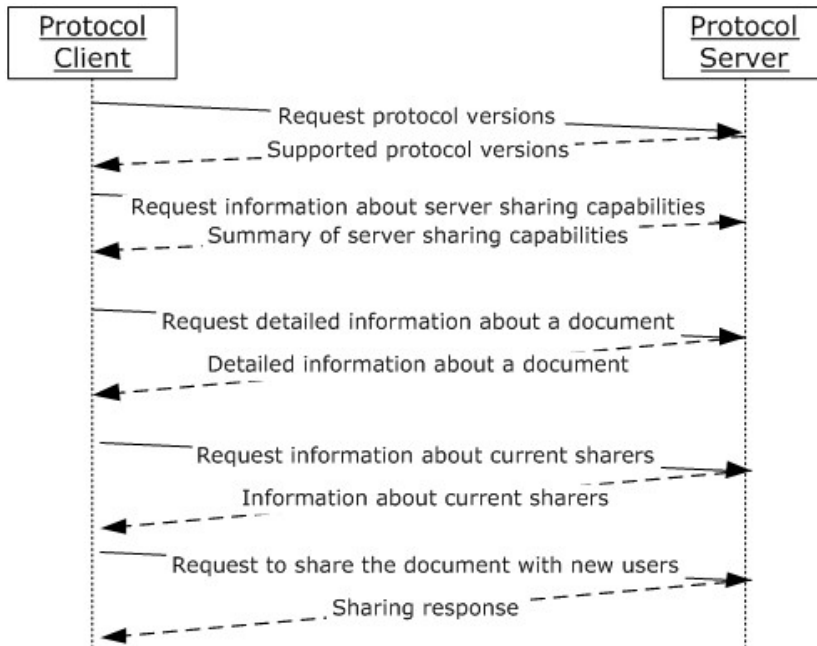 Protocol
Client
Protocol
Server
Request protocol versions
Supported protocol versions
Request information about server sharing capabilities
Summary of server sharing capabilities
Request detailed information about a document
Detailed information about a document
Request information about current sharers
Information about current sharers
Request to share the document with new users
Sharing response